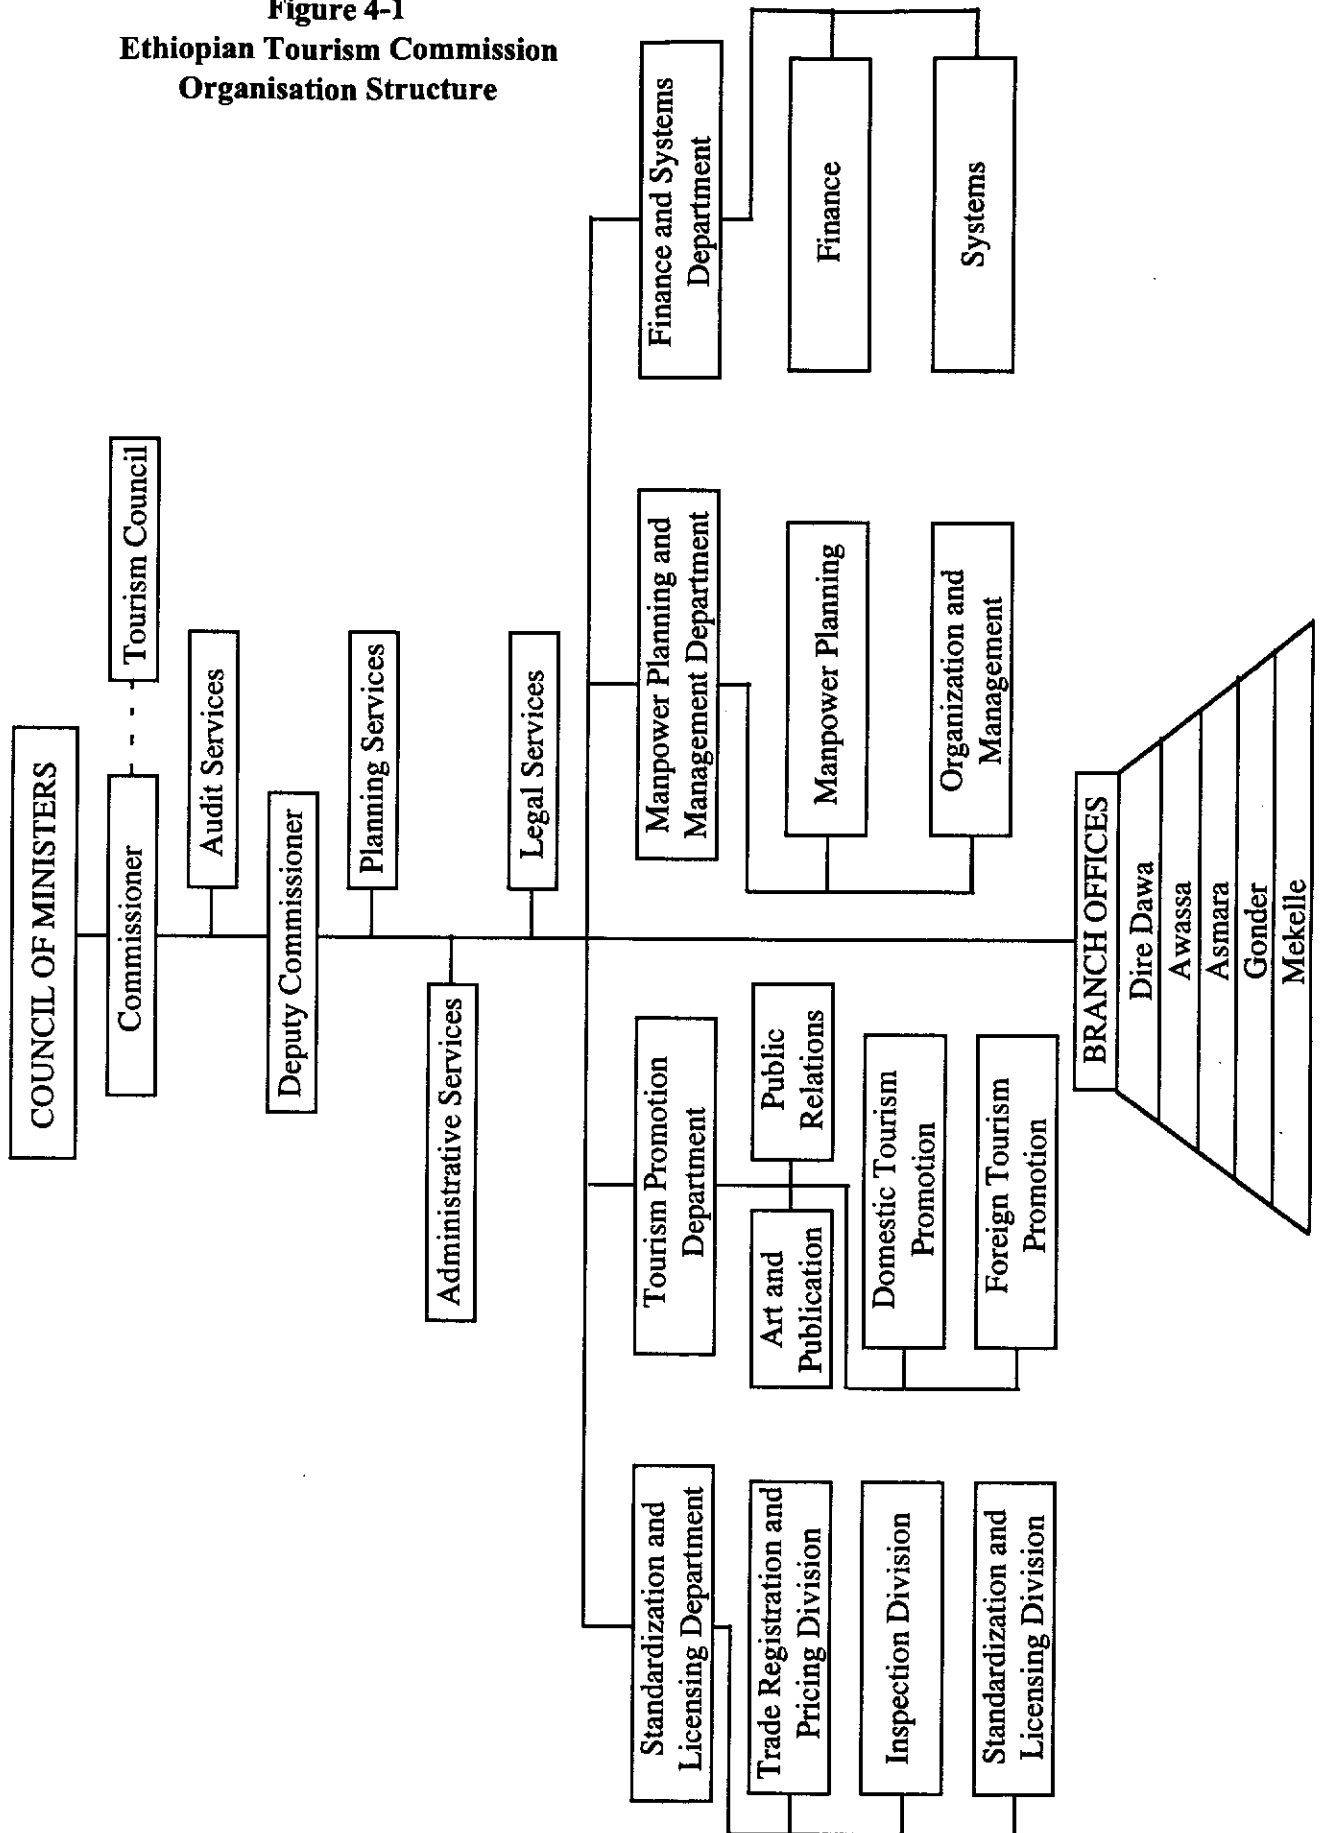 Figure 4-1
Ethiopian Tourism Commission
Organisation Structure
COUNCIL OF MINISTERS
Commissioner
Tourism Council
Audit Services
Deputy Commissioner
Planning Services
Administrative Services
Legal Services
Standardization and
Licensing Department
Trade Registration and
Pricing Division
Inspection Division
Standardization and
Licensing Division
Tourism Promotion
Department
Art and
Publication
Public
Relations
Domestic Tourism
Promotion
Foreign Tourism
Promotion
Manpower Planning and
Management Department
Manpower Planning
Organization and
Management
Finance and Systems
Department
Finance
Systems
BRANCH OFFICES
Dire Dawa
Awassa
Asmara
Gonder
Mekelle